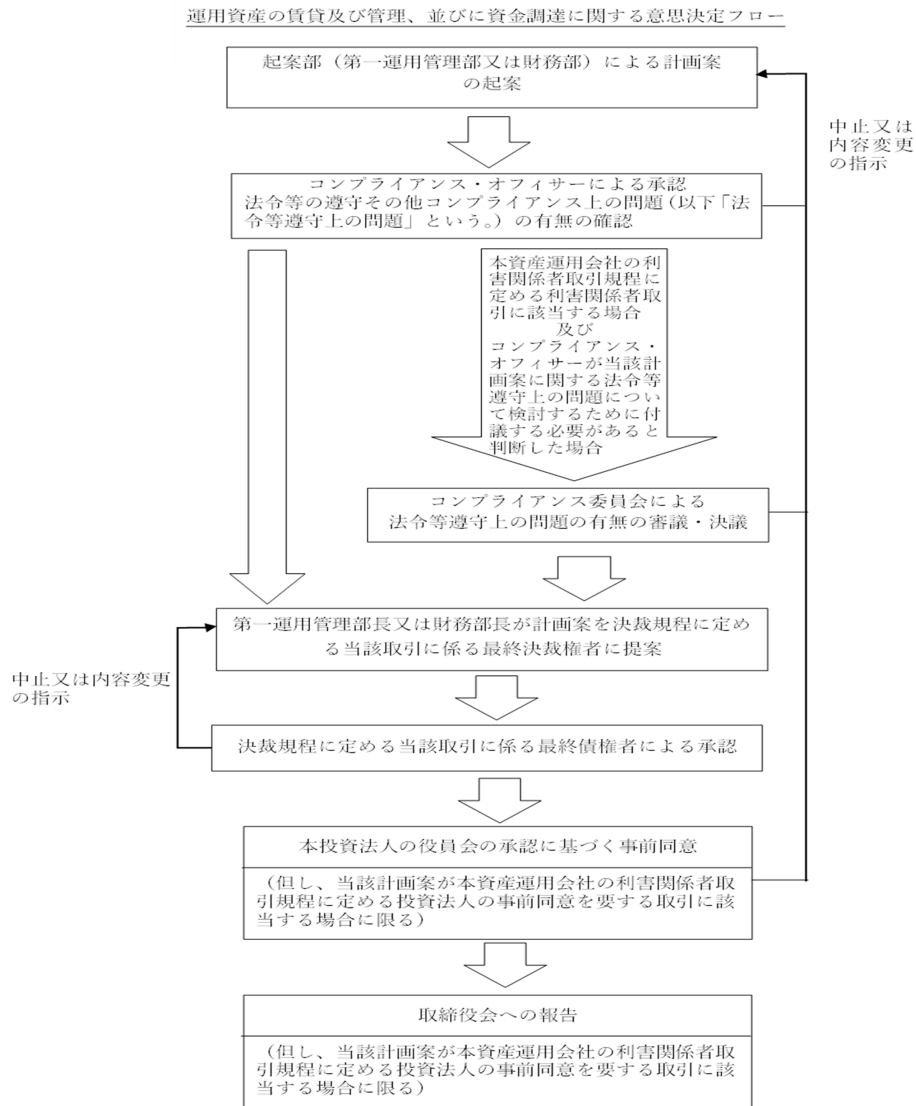 運用資産の賃貸及び管理、並びに資金調達に関する意思決定フロー
起案部（第一運用管理部又は財務部）による計画案
の起案
中止又は
内容変更
の指示
コンプライアンス・オフィサーによる承認
法令等の遵守その他コンプライアンス上の問題（以下「法
令等遵守上の問題」という。）の有無の確認
本資産運用会社の利
害関係者取引規程に
定める利害関係者取
引に該当する場合
及び
コンプライアンス・
オフィサーが当該計
画案に関する法令等
遵守上の問題につい
て検討するために付
議する必要があると
判断した場合
コンプライアンス委員会による
法令等遵守上の問題の有無の審議・決議
第一運用管理部長又は財務部長が計画案を決裁規程に定め
る当該取引に係る最終決裁権者に提案
中止又は内容変更
の指示
決裁規程に定める当該取引に係る最終債権者による承認
本投資法人の役員会の承認に基づく事前同意
（但し、当該計画案が本資産運用会社の利害関係者取
引規程に定める投資法人の事前同意を要する取引に該
当する場合に限る）
取締役会への報告
（但し、当該計画案が本資産運用会社の利害関係者取
引規程に定める投資法人の事前同意を要する取引に該
当する場合に限る）